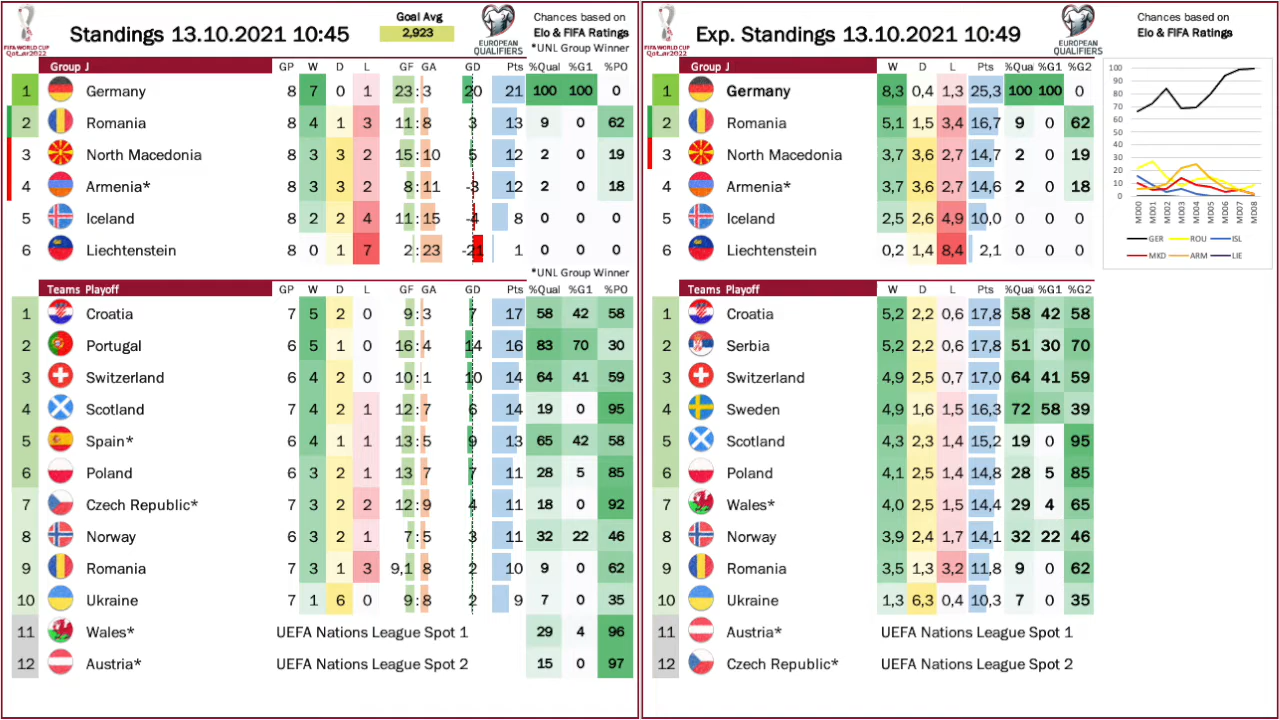 FIFA WORLD CUP
Qatar2022
Standings 13.10.2021 10:45
Goal Avg
2,923
EUROPEAN
QUALIFIERS
Chances based on
Elo & FIFA Ratings
*UNL Group Winner
Group J GP W D L GF GA GD Pts %Qual %G1 %PO
1 Germany 8 7 0 1 23 : 3 20 21 100 100 0
2 Romania 8 4 1 3 11 : 8 3 13 9 0 62
3 North Macedonia 8 3 3 2 15 : 10 5 12 2 0 19
4 Armenia* 8 3 3 2 8 : 11 -3 12 2 0 18
5 Iceland 8 2 2 4 11 : 15 -4 8 0 0 0
6 Liechtenstein 8 0 1 7 2 : 23 -21 1 0 0 0
*UNL Group Winner
Teams Playoff GP W D L GF GA GD Pts %Qual %G1 %PO
1 Croatia 7 5 2 0 9 : 3 7 17 58 42 58
2 Portugal 6 5 1 0 16 : 4 14 16 83 70 30
3 Switzerland 6 4 2 0 10 : 1 10 14 64 41 59
4 Scotland 7 4 2 1 12 : 7 6 14 19 0 95
5 Spain* 6 4 1 1 13 : 5 9 13 65 42 58
6 Poland 6 3 2 1 13 7 7 11 28 5 85
7 Czech Republic* 7 3 2 2 12 : 9 4 11 18 0 92
8 Norway 6 3 2 1 7 : 5 3 11 32 22 46
9 Romania 7 3 1 3 9,1 8 2 10 9 0 62
10 Ukraine 7 1 6 0 9 : 8 2 9 7 0 35
11 Wales* UEFA Nations League Spot 1 29 4 96
12 Austria* UEFA Nations League Spot 2 15 0 97
FIFA WORLD CUP
Qatar2022
Exp. Standings 13.10.2021 10:49
EUROPEAN
QUALIFIERS
Chances based on
Elo & FIFA Ratings
Group J W D L Pts %Qual %G1 %G2
1 Germany 8,3 0,4 1,3 25,3 100 100 0
2 Romania 5,1 1,5 3,4 16,7 9 0 62
3 North Macedonia 3,7 3,6 2,7 14,7 2 0 19
4 Armenia* 3,7 3,6 2,7 14,6 2 0 18
5 Iceland 2,5 2,6 4,9 10,0 0 0 0
6 Liechtenstein 0,2 1,4 8,4 2,1 0 0 0
100
90
80
70
60
50
40
30
20
10
0
MD00 MD01 MD02 MD03 MD04 MD05 MD06 MD07 MD08
GER ROU ISL
MKD ARM LIE
Teams Playoff W D L Pts %Qual %G1 %G2
1 Croatia 5,2 2,2 0,6 17,8 58 42 58
2 Serbia 5,2 2,2 0,6 17,8 51 30 70
3 Switzerland 4,9 2,5 0,7 17,0 64 41 59
4 Sweden 4,9 1,6 1,5 16,3 72 58 39
5 Scotland 4,3 2,3 1,4 15,2 19 0 95
6 Poland 4,1 2,5 1,4 14,8 28 5 85
7 Wales* 4,0 2,5 1,5 14,4 29 4 65
8 Norway 3,9 2,4 1,7 14,1 32 22 46
9 Romania 3,5 1,3 3,2 11,8 9 0 62
10 Ukraine 1,3 6,3 0,4 10,3 7 0 35
11 Austria* UEFA Nations League Spot 1
12 Czech Republic* UEFA Nations League Spot 2